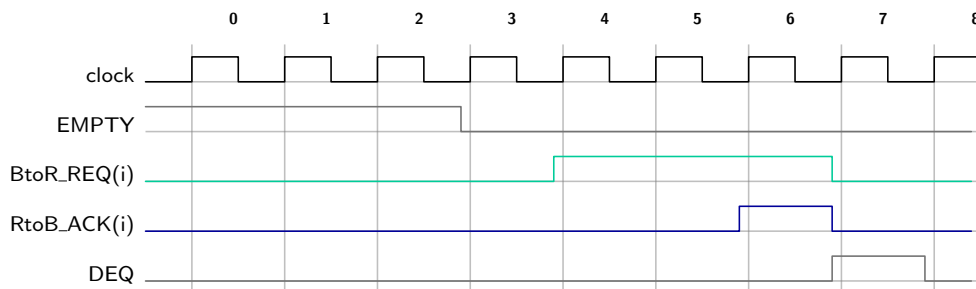 0 1 2 3 4 5 6 7 8
clock
EMPTY
BtoR_REQ(i)
RtoB_ACK(i)
DEQ